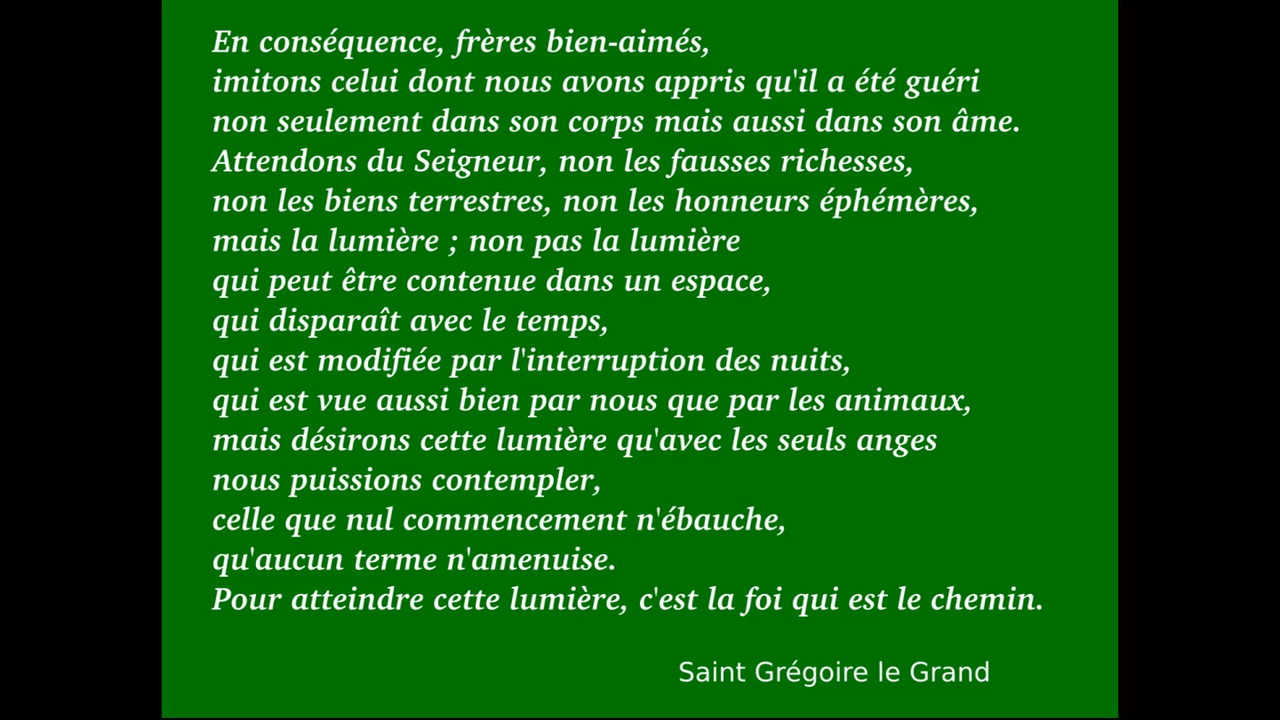 En conséquence, frères bien-aimés,
imitons celui dont nous avons appris qu'il a été guéri
non seulement dans son corps mais aussi dans son âme.
Attendons du Seigneur, non les fausses richesses,
non les biens terrestres, non les honneurs éphémères,
mais la lumière ; non pas la lumière
qui peut être contenue dans un espace,
qui disparaît avec le temps,
qui est modifiée par l'interruption des nuits,
qui est vue aussi bien par nous que par les animaux,
mais désirons cette lumière qu'avec les seuls anges
nous puissions contempler,
celle que nul commencement n'ébauche,
qu'aucun terme n'amenuise.
Pour atteindre cette lumière, c'est la foi qui est le chemin.
Saint Grégoire le Grand